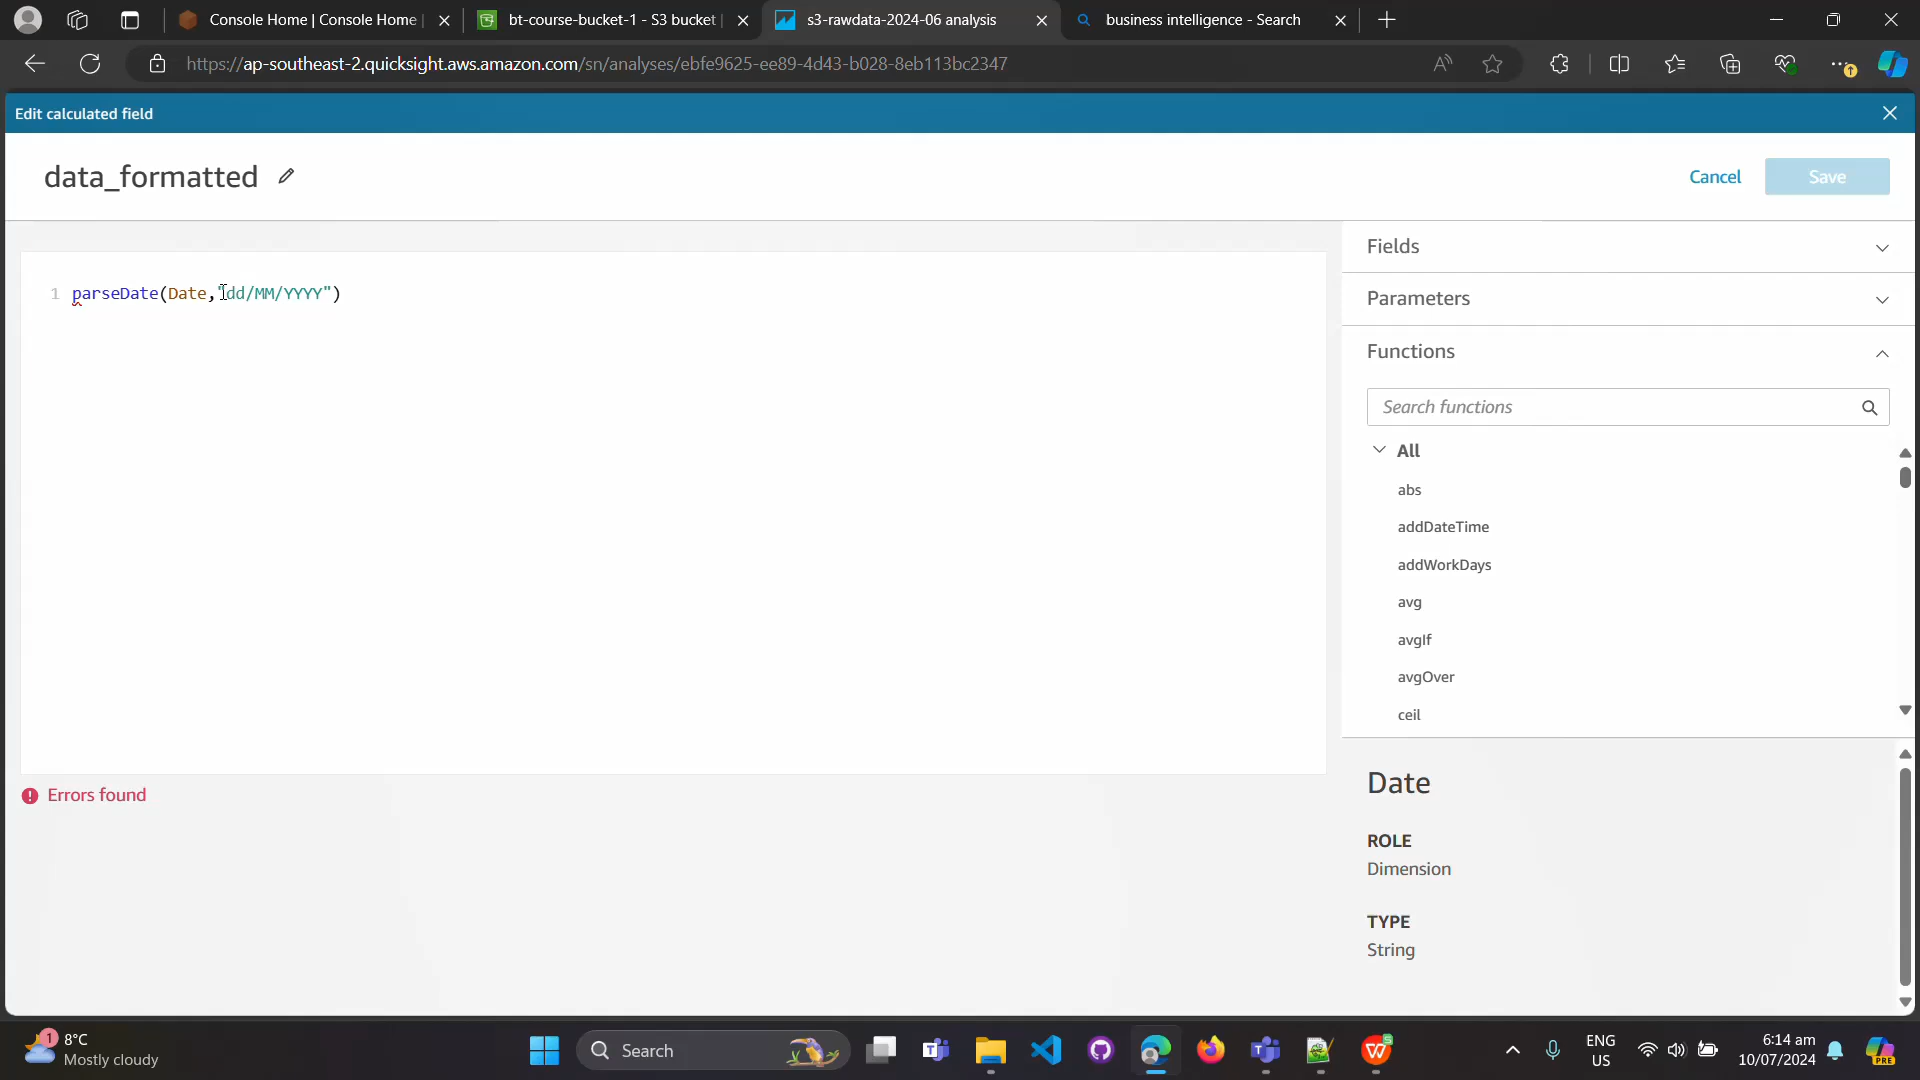 Console Home | Console Home
bt-course-bucket-1 - S3 bucket |
s3-rawdata-2024-06 analysis
business intelligence - Search
https://ap-southeast-2.quicksight.aws.amazon.com/sn/analyses/ebfe9625-ee89-4d43-b028-8eb113bc2347
Edit calculated field
data_formatted
Cancel
Save
1 parseDate(Date,"dd/MM/YYYY")
Errors found
Fields
Parameters
Functions
Search functions
All
abs
addDateTime
addWorkDays
avg
avgIf
avgOver
ceil
Date
ROLE
Dimension
TYPE
String
1
8°C
Mostly cloudy
Search
ENG
US
6:14 am
10/07/2024
PRE